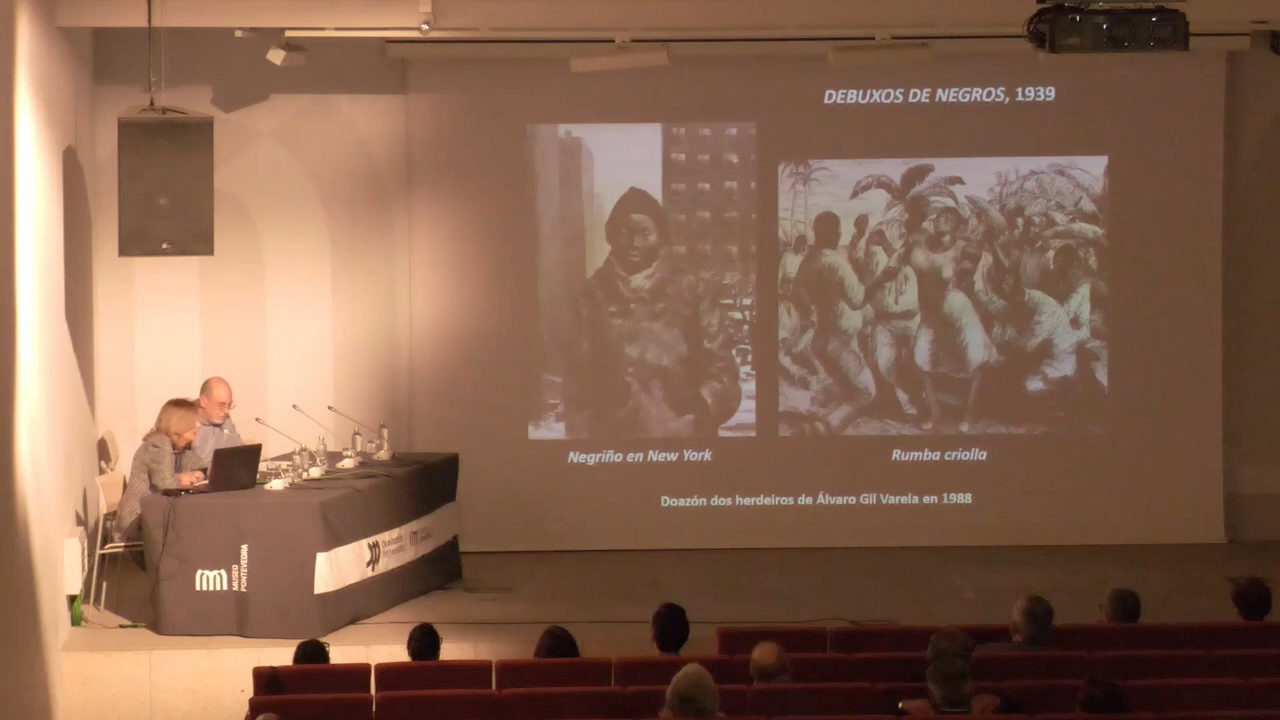 DEBUXOS DE NEGROS, 1939
Negriño en New York
Rumba criolla
Doazón dos herdeiros de Álvaro Gil Varela en 1988
MUSEO
PONTEVEDRA